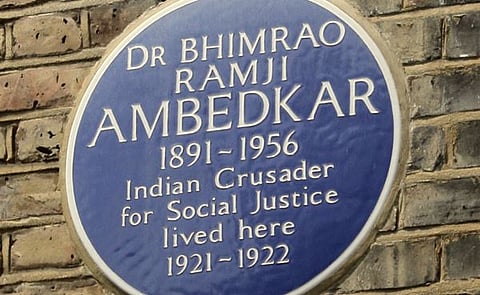 DR BHIMRAO
RAMJI
AMBEDKAR
1891-1956
Indian Crusader
for Social Justice
lived here
1921-1922